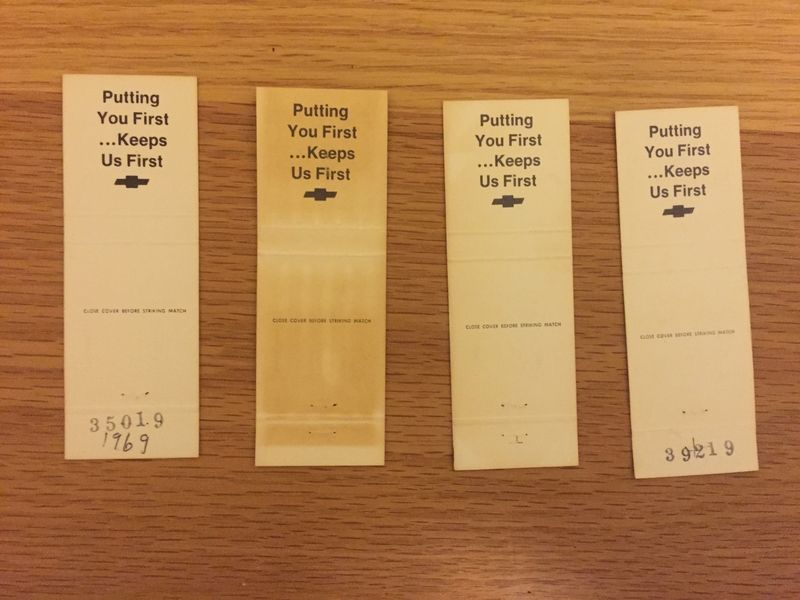 Putting
You First
...Keeps
Us First
CLOSE COVER BEFORE STRIKING MATCH
35019
1969
Putting
You First
...Keeps
Us First
CLOSE COVER BEFORE STRIKING MATCH
Putting
You First
...Keeps
Us First
CLOSE COVER BEFORE STRIKING MATCH
Putting
You First
...Keeps
Us First
CLOSE COVER BEFORE STRIKING MATCH
39219